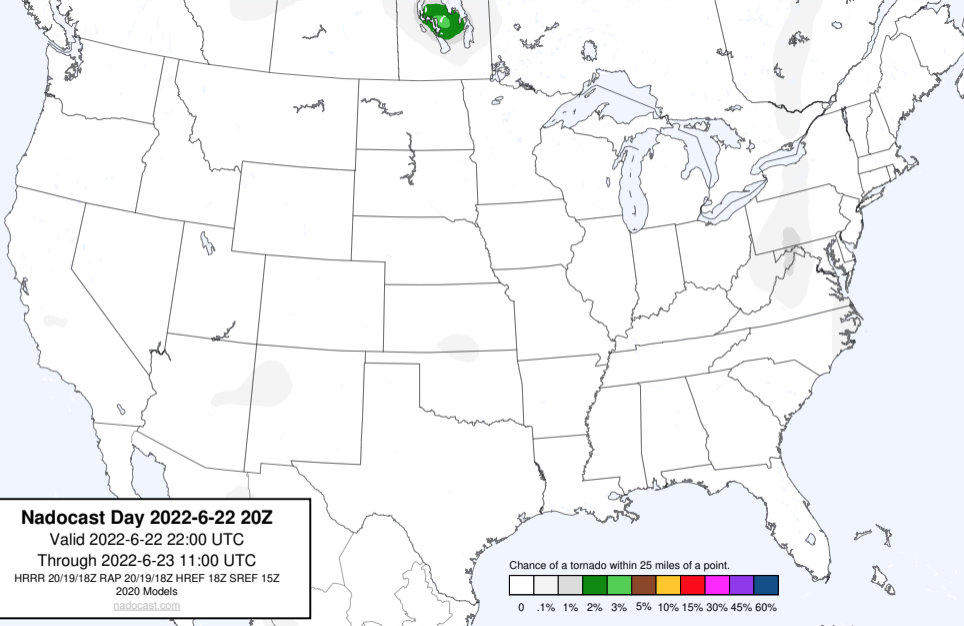 Nadocast Day 2022-6-22 20Z
Valid 2022-6-22 22:00 UTC
Through 2022-6-23 11:00 UTC
HRRR 20/19/18Z RAP 20/19/18Z HREF 18Z SREF 15Z
2020 Models
nadocast.com
Chance of a tornado within 25 miles of a point.
0 .1% 1% 2% 3% 5% 10% 15% 30% 45% 60%